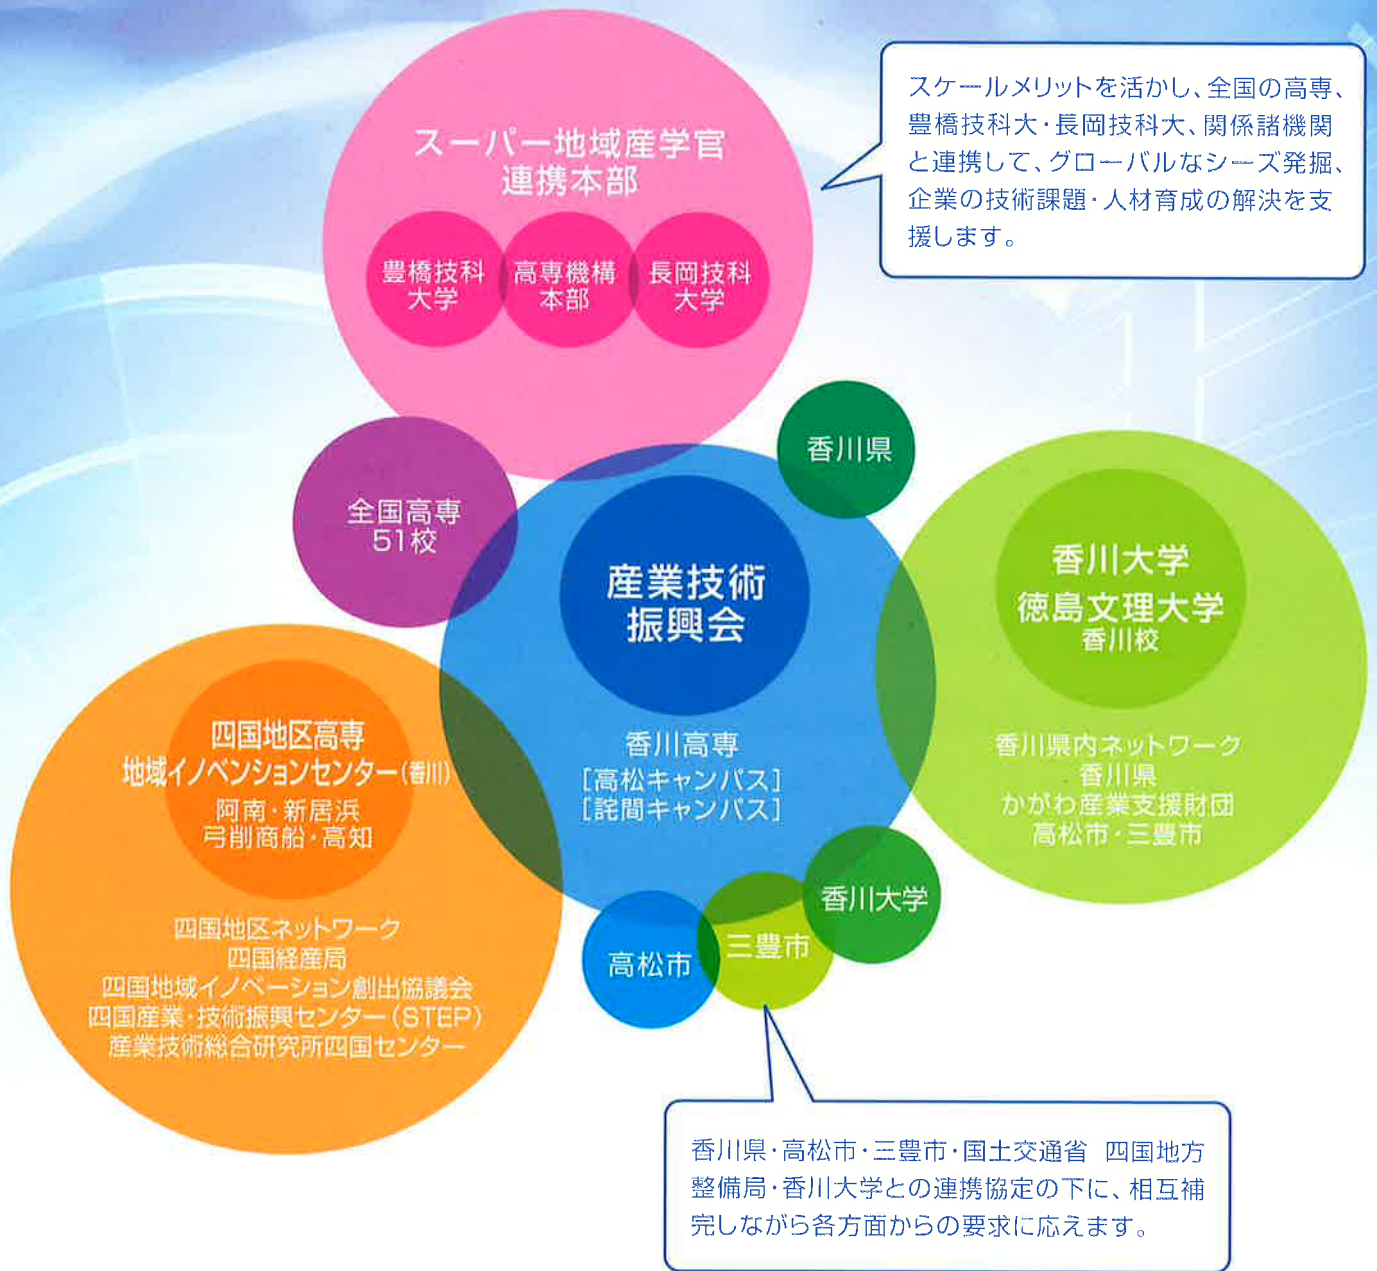 スーパー地域産学官
連携本部
豊橋技科
大学
高専機構
本部
長岡技科
大学
スケールメリットを活かし、全国の高専、
豊橋技科大・長岡技科大、関係諸機関
と連携して、グローバルなシーズ発掘、
企業の技術課題・人材育成の解決を支
援します。
香川県
全国高専
51校
産業技術
振興会
香川高専
[高松キャンパス]
[詫間キャンパス]
香川大学
徳島文理大学
香川校
香川県内ネットワーク
香川県
かがわ産業支援財団
高松市・三豊市
四国地区高専
地域イノベンションセンター(香川)
阿南・新居浜
弓削商船・高知
四国地区ネットワーク
四国経産局
四国地域イノベーション創出協議会
四国産業・技術振興センター(STEP)
産業技術総合研究所四国センター
高松市
三豊市
香川大学
香川県・高松市・三豊市・国土交通省 四国地方
整備局・香川大学との連携協定の下に、相互補
完しながら各方面からの要求に応えます。